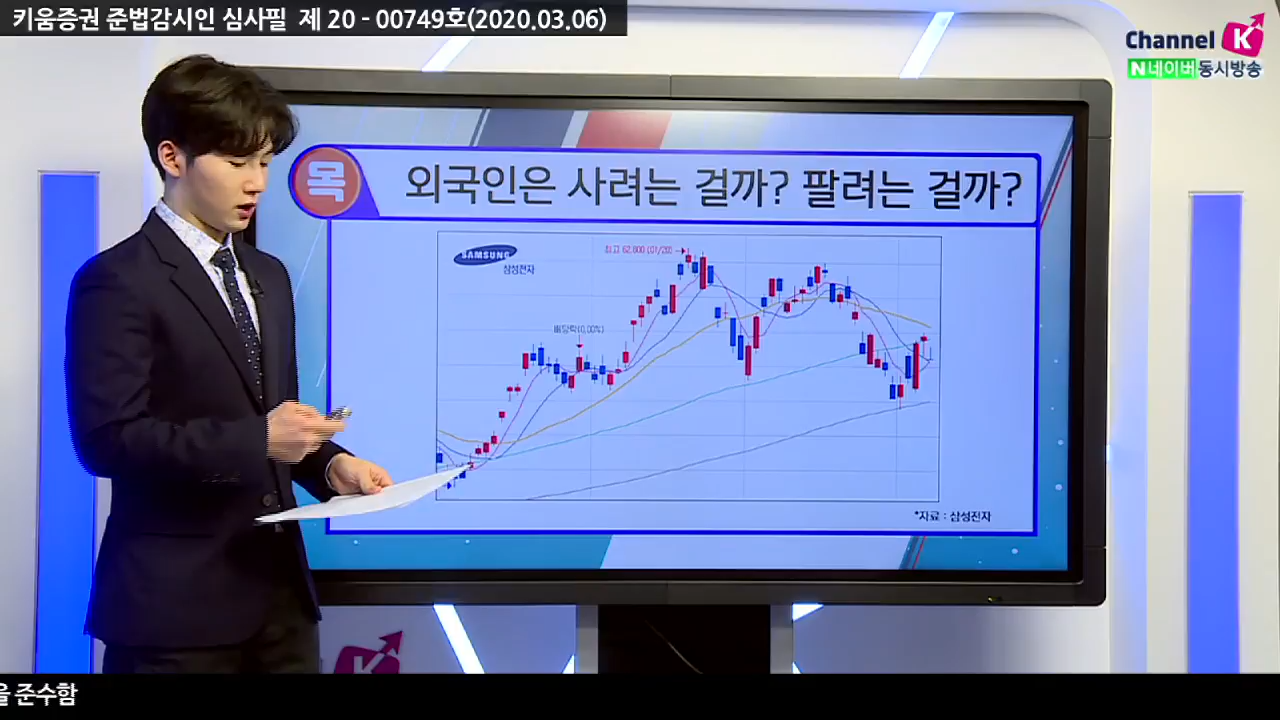 키움증권 준법감시인 심사필 제 20 - 00749호(2020.03.06)
Channel K
N 네이버 동시방송
목
외국인은 사려는 걸까? 팔려는 걸까?
SAMSUNG
삼성전자
최고 62,800 (01/20)
배당락(0.00%)
*자료 : 삼성전자
K
을 준수함